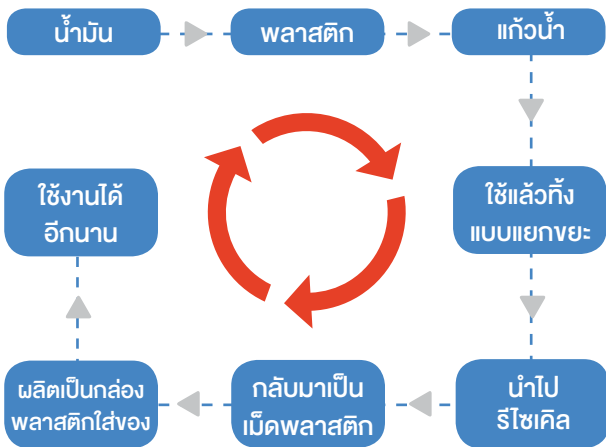 น้ำมัน
พลาสติก
แก้วน้ำ
ใช้แล้วทิ้ง
แบบแยกขยะ
นำไป
รีไซเคิล
กลับมาเป็น
เม็ดพลาสติก
ผลิตเป็นกล่อง
พลาสติกใส่ของ
ใช้งานได้
อีกนาน